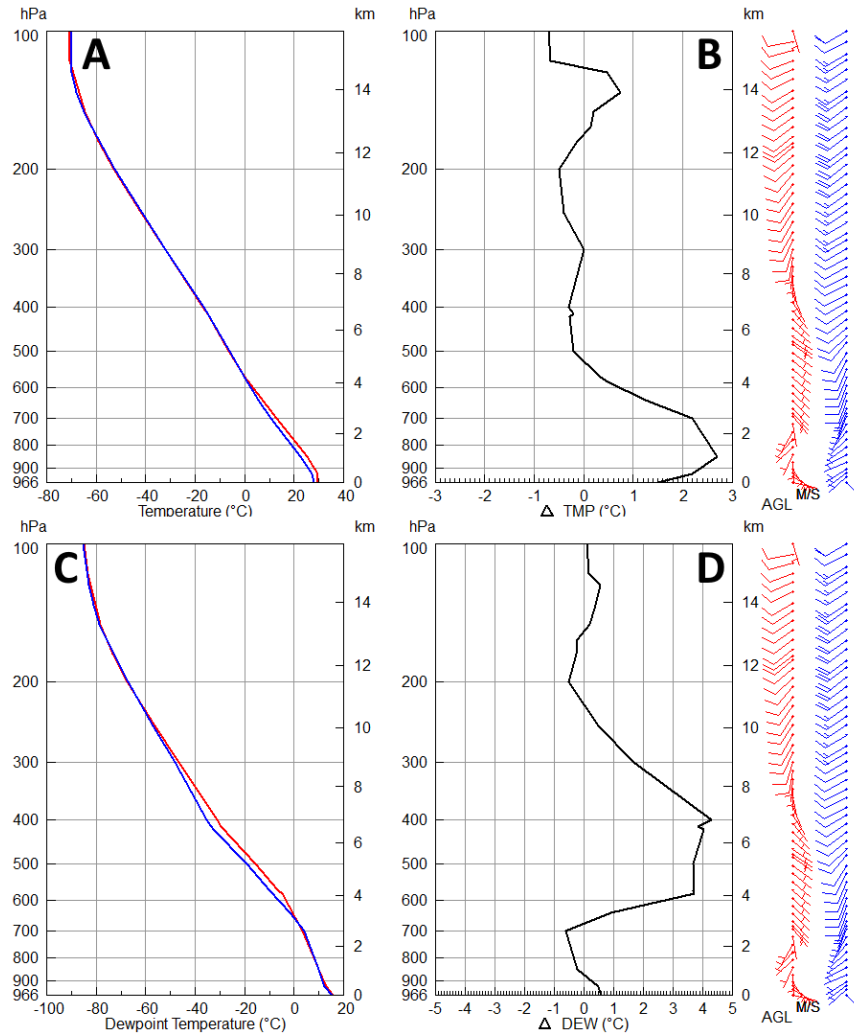 hPa km hPa km
100 A 100 B
14 14
12 12
200 200
10 10
300 300
8 8
400 400
6 6
500 500
600 4 600 4
700 700
800 2 800 2
900 900
966 0 966 0
-80 -60 -40 -20 0 20 40 -3 -2 -1 0 1 2 3
Temperature (°C) Δ TMP (°C) AGL M/S
hPa km hPa km
100 C 100 D
14 14
12 12
200 200
10 10
300 300
8 8
400 400
6 6
500 500
600 4 600 4
700 700
800 2 800 2
900 900
966 0 966 0
-100 -80 -60 -40 -20 0 20 -5 -4 -3 -2 -1 0 1 2 3 4 5
Dewpoint Temperature (°C) Δ DEW (°C) AGL M/S